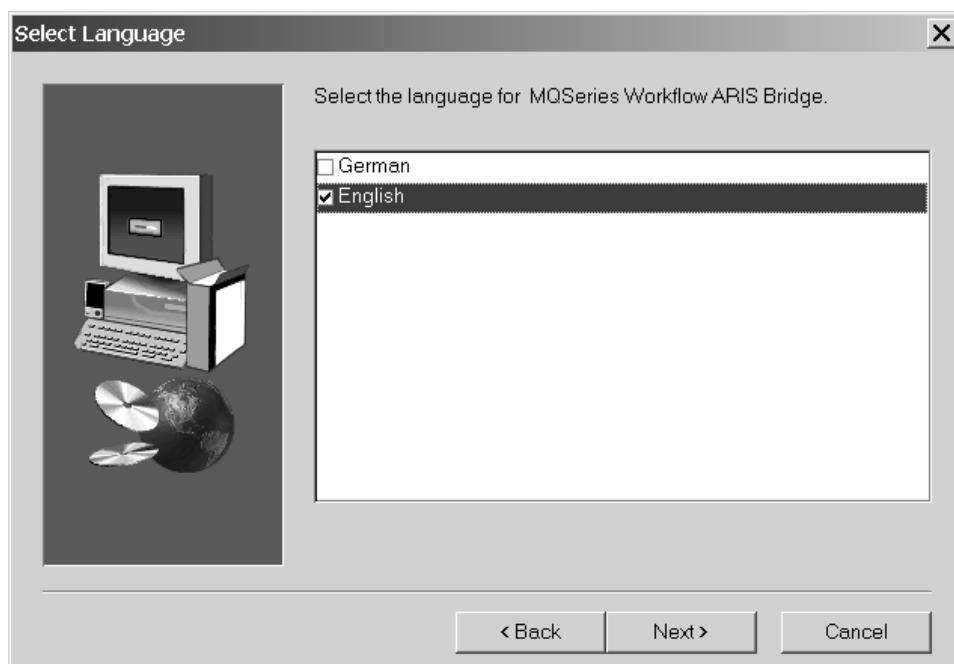 Select Language
Select the language for MQSeries Workflow ARIS Bridge.
German
English
< Back
Next >
Cancel